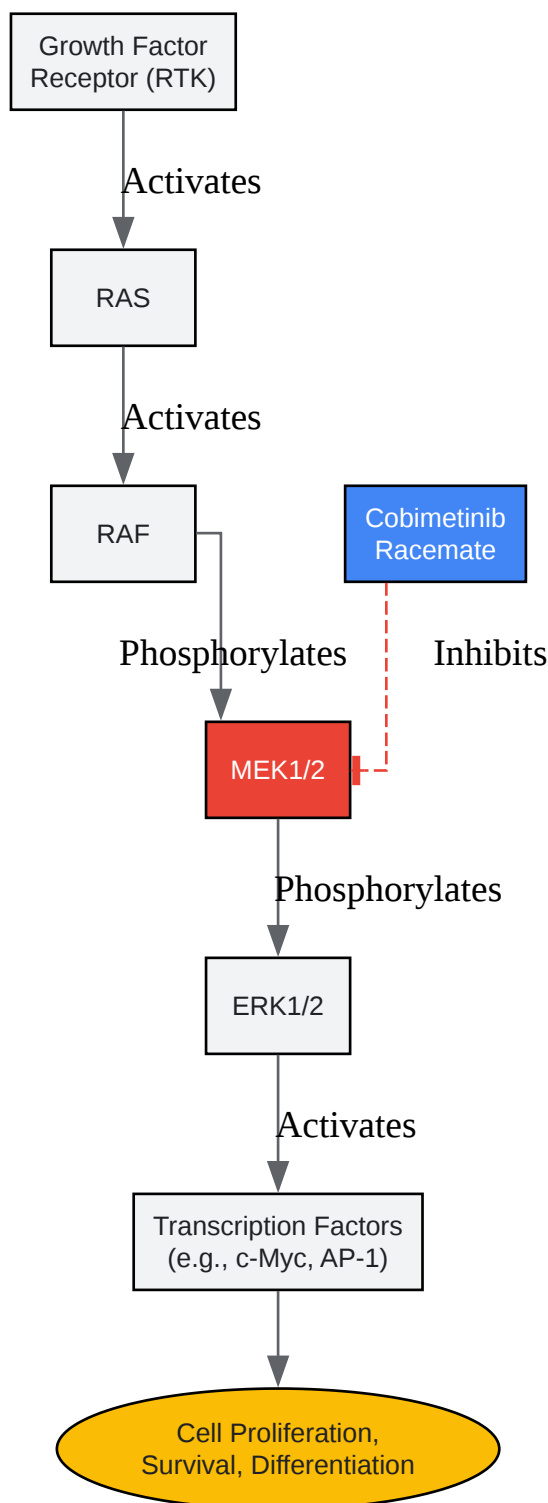 Growth Factor
Receptor (RTK)
Activates
RAS
Activates
RAF
Cobimetinib
Racemate
Phosphorylates
Inhibits
MEK1/2
Phosphorylates
ERK1/2
Activates
Transcription Factors
(e.g., c-Myc, AP-1)
Cell Proliferation,
Survival, Differentiation